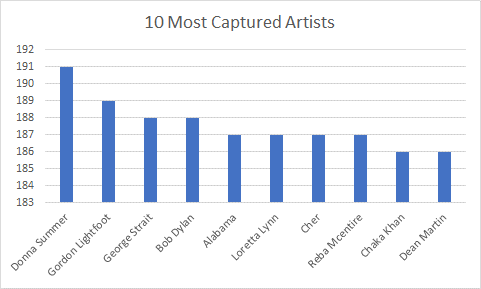 10 Most Captured Artists
192
191
190
189
188
187
186
185
184
183
Donna Summer
Gordon Lightfoot
George Strait
Bob Dylan
Alabama
Loretta Lynn
Cher
Reba Mcentire
Chaka Khan
Dean Martin